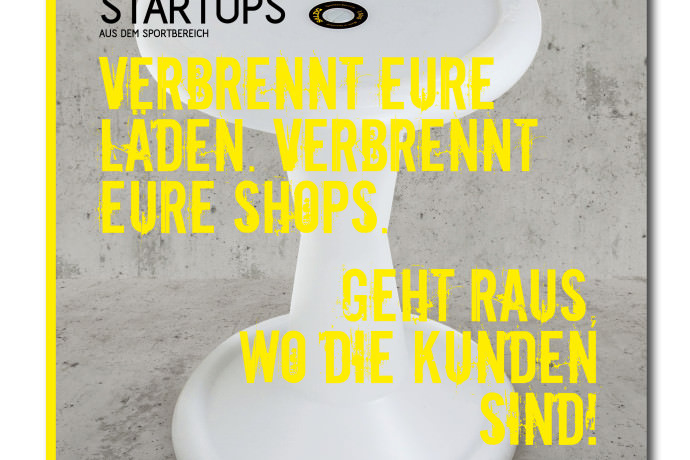 STARTUPS
AUS DEM SPORTBEREICH
VERBRENNT EURE
LÄDEN. VERBRENNT
EURE SHOPS.
GEHT RAUS,
WO DIE KUNDEN
SIND!